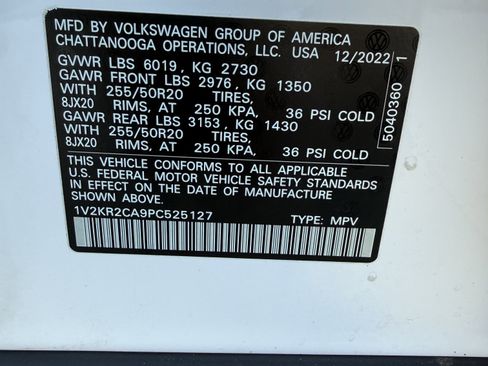 MFD BY VOLKSWAGEN GROUP OF AMERICA
CHATTANOOGA OPERATIONS, LLC. USA 12/2022
GVWR LBS 6019, KG 2730
GAWR FRONT LBS 2976, KG 1350
WITH 255/50R20 TIRES,
8JX20 RIMS, AT 250 KPA, 36 PSI COLD
GAWR REAR LBS 3153, KG 1430
WITH 255/50R20 TIRES,
8JX20 RIMS, AT 250 KPA, 36 PSI COLD
THIS VEHICLE CONFORMS TO ALL APPLICABLE
U.S. FEDERAL MOTOR VEHICLE SAFETY STANDARDS
IN EFFECT ON THE DATE OF MANUFACTURE
SHOWN ABOVE.
1V2KR2CA9PC525127 TYPE: MPV
5040360 1